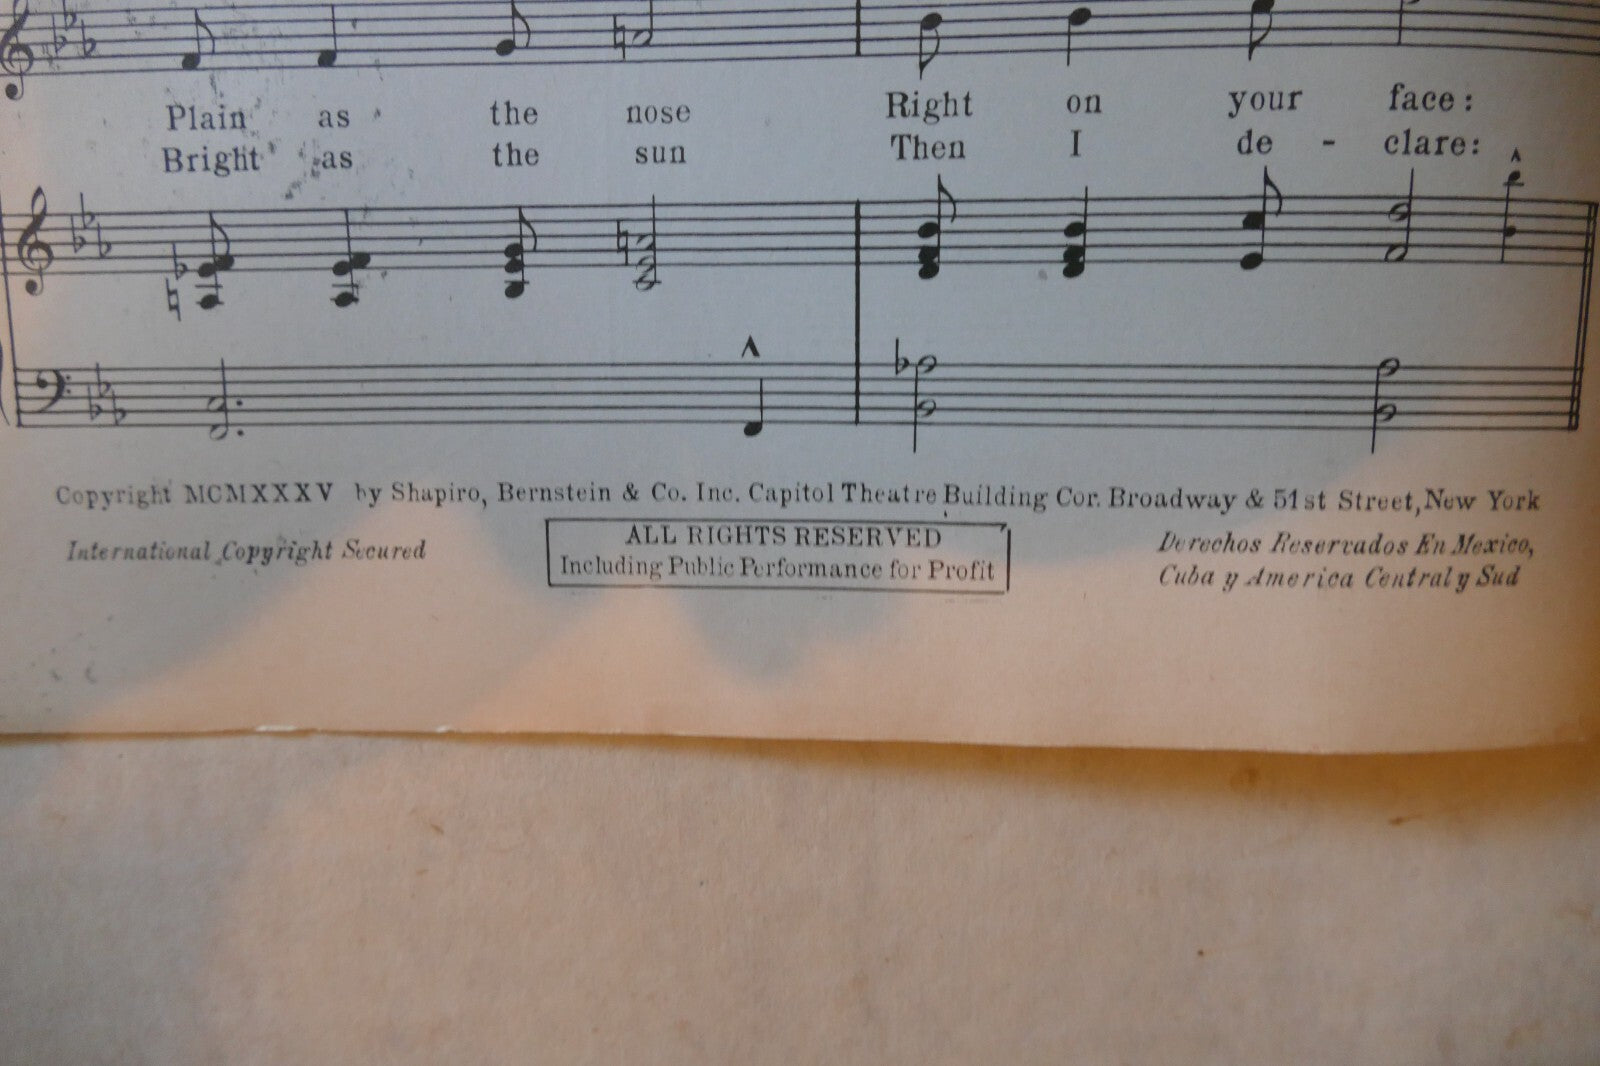 Plain as the nose Right on your face:
Bright as the sun Then I de - clare:
Copyright MCMXXXV by Shapiro, Bernstein & Co. Inc. Capitol Theatre Building Cor. Broadway & 51st Street, New York
International Copyright Secured
ALL RIGHTS RESERVED
Including Public Performance for Profit
Derechos Reservados En Mexico,
Cuba y America Central y Sud